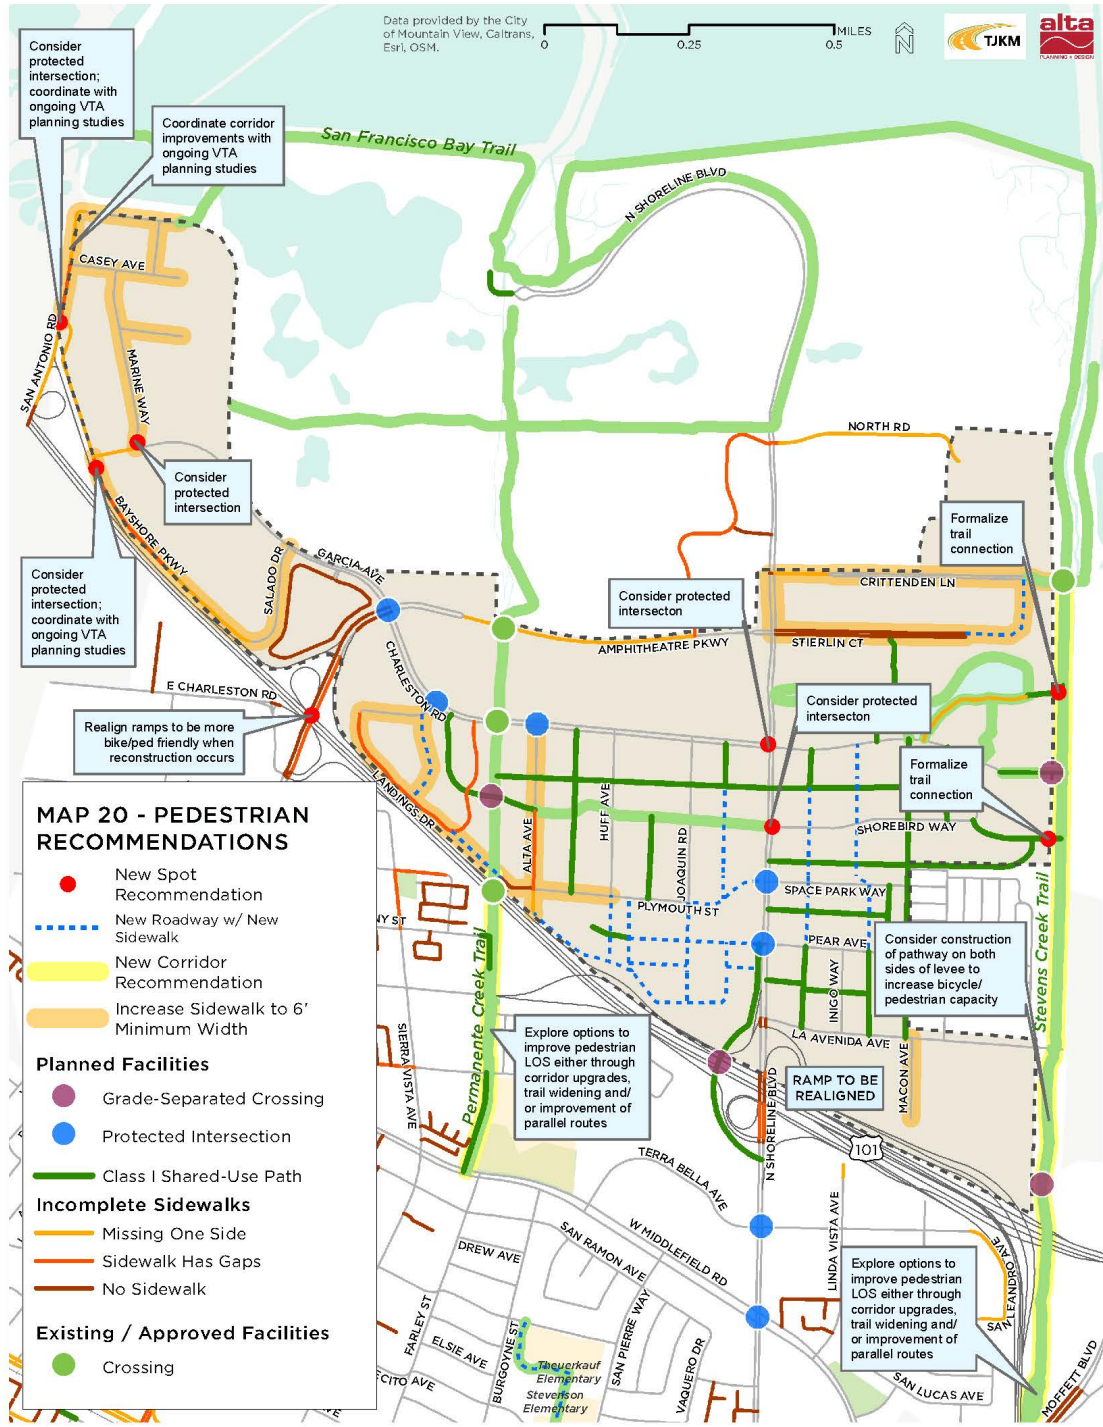 Data provided by the City
of Mountain View, Caltrans,
Esri, OSM.
0
0.25
0.5
MILES
N
TJKM
alta
PLANNING + DESIGN
Consider
protected
intersection;
coordinate with
ongoing VTA
planning studies
Coordinate corridor
improvements with
ongoing VTA
planning studies
San Francisco Bay Trail
N SHORELINE BLVD
CASEY AVE
SAN ANTONIO RD
MARINE WAY
Consider
protected
intersection
BAYSHORE PKWY
SALADO DR
GARCIA AVE
NORTH RD
Formalize
trail
connection
CRITTENDEN LN
Consider protected
intersecton
Consider
protected
intersection;
coordinate with
ongoing VTA
planning studies
AMPHITHEATRE PKWY
STIERLIN CT
CHARLESTON RD
E CHARLESTON RD
Consider protected
intersecton
Realign ramps to be more
bike/ped friendly when
reconstruction occurs
Formalize
trail
connection
LANDINGS DR
ALTA AVE
HUFF AVE
JOAQUIN RD
SHOREBIRD WAY
SPACE PARK WAY
PLYMOUTH ST
PEAR AVE
INIGO WAY
LA AVENIDA AVE
MACON AVE
Stevens Creek Trail
Consider construction
of pathway on both
sides of levee to
increase bicycle/
pedestrian capacity
NY ST
Permanente Creek Trail
SIERRA VISTA AVE
Explore options to
improve pedestrian
LOS either through
corridor upgrades,
trail widening and/
or improvement of
parallel routes
RAMP TO BE
REALIGNED
N SHORELINE BLVD
101
TERRA BELLA AVE
W MIDDLEFIELD RD
SAN RAMON AVE
LINDA VISTA AVE
SAN LEANDRO AVE
DREW AVE
FARLEY ST
ELSIE AVE
CITO AVE
BURGOYNE ST
SAN PIERRE WAY
VAQUERO DR
Theuerkauf
Elementary
Stevenson
Elementary
Explore options to
improve pedestrian
LOS either through
corridor upgrades,
trail widening and/
or improvement of
parallel routes
SAN LUCAS AVE
MOFFETT BLVD
MAP 20 - PEDESTRIAN
RECOMMENDATIONS
New Spot
Recommendation
New Roadway w/ New
Sidewalk
New Corridor
Recommendation
Increase Sidewalk to 6'
Minimum Width
Planned Facilities
Grade-Separated Crossing
Protected Intersection
Class I Shared-Use Path
Incomplete Sidewalks
Missing One Side
Sidewalk Has Gaps
No Sidewalk
Existing / Approved Facilities
Crossing